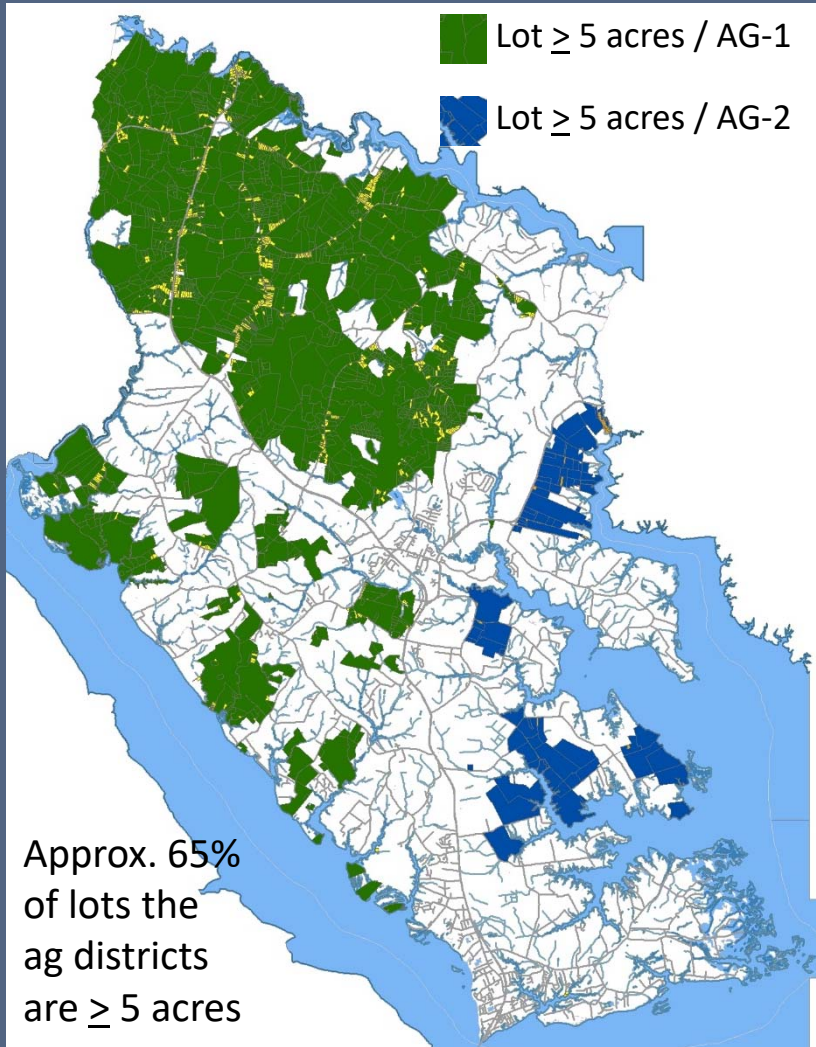 Lot ≥ 5 acres / AG-1
Lot ≥ 5 acres / AG-2
Approx. 65%
of lots the
ag districts
are ≥ 5 acres